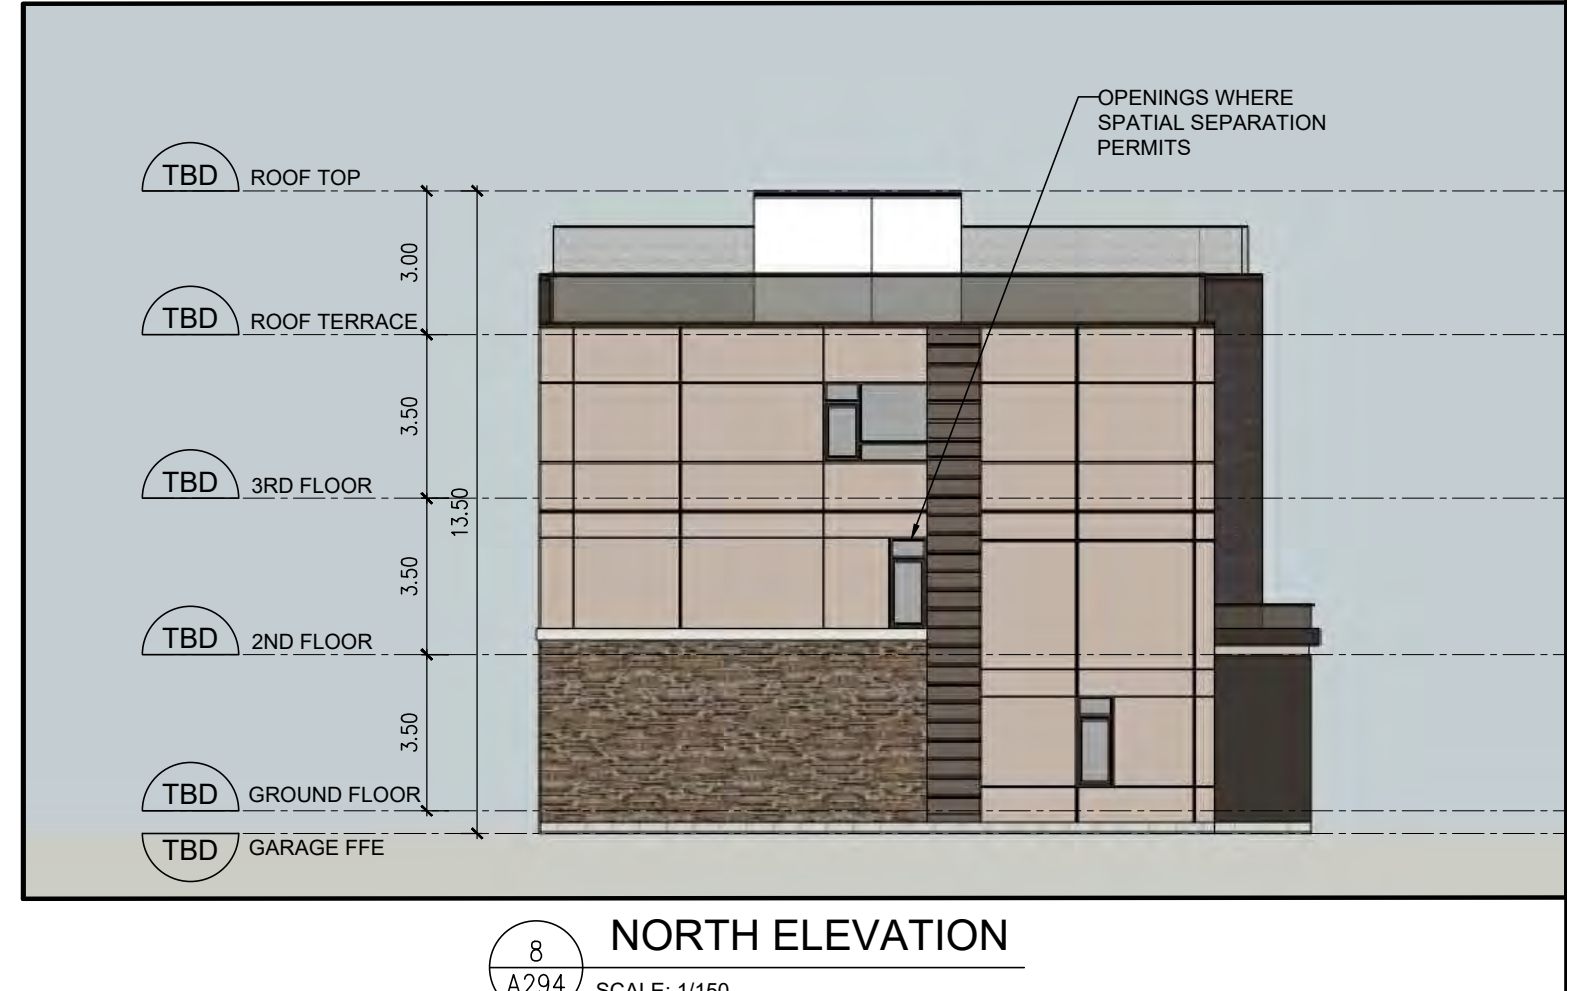 OPENINGS WHERE
SPATIAL SEPARATION
PERMITS
TBD ROOF TOP
3.00
TBD ROOF TERRACE
3.50
TBD 3RD FLOOR
13.50
3.50
TBD 2ND FLOOR
3.50
TBD GROUND FLOOR
TBD GARAGE FFE
8
A294
NORTH ELEVATION
SCALE: 1/150